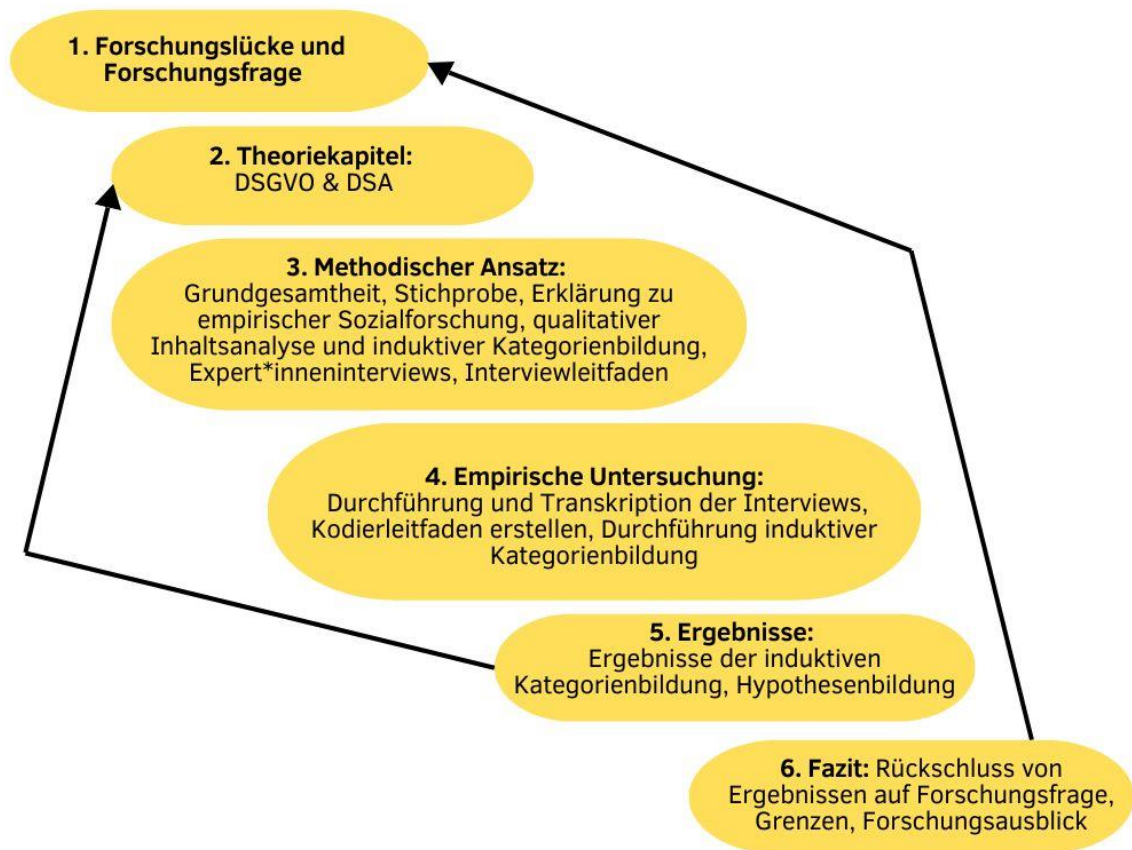 1. Forschungslücke und
Forschungsfrage
2. Theoriekapitel:
DSGVO & DSA
3. Methodischer Ansatz:
Grundgesamtheit, Stichprobe, Erklärung zu
empirischer Sozialforschung, qualitativer
Inhaltsanalyse und induktiver Kategorienbildung,
Expert*inneninterviews, Interviewleitfaden
4. Empirische Untersuchung:
Durchführung und Transkription der Interviews,
Kodierleitfaden erstellen, Durchführung induktiver
Kategorienbildung
5. Ergebnisse:
Ergebnisse der induktiven
Kategorienbildung, Hypothesenbildung
6. Fazit: Rückschluss von
Ergebnissen auf Forschungsfrage,
Grenzen, Forschungsausblick